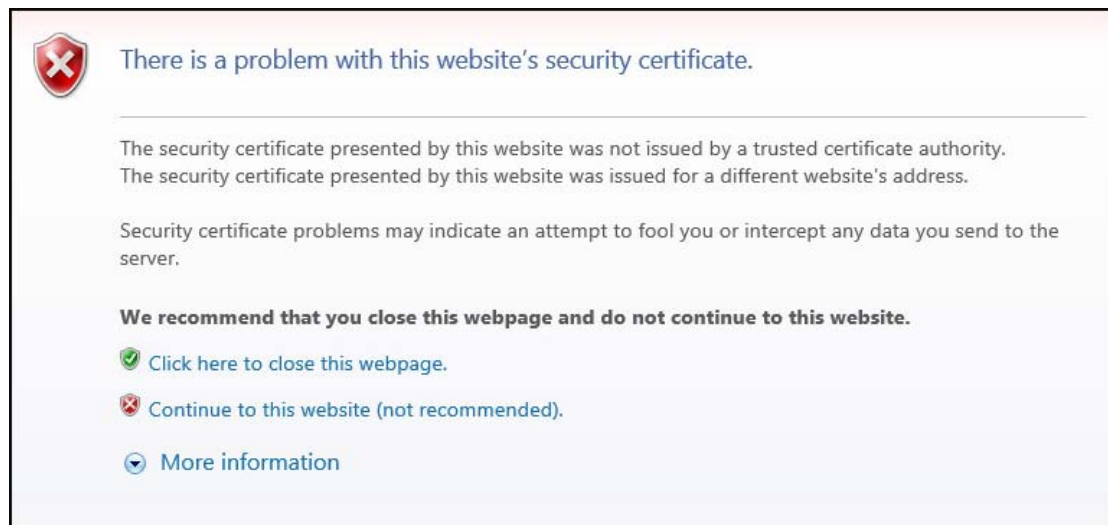 There is a problem with this website's security certificate.
The security certificate presented by this website was not issued by a trusted certificate authority.
The security certificate presented by this website was issued for a different website's address.
Security certificate problems may indicate an attempt to fool you or intercept any data you send to the
server.
We recommend that you close this webpage and do not continue to this website.
Click here to close this webpage.
Continue to this website (not recommended).
More information